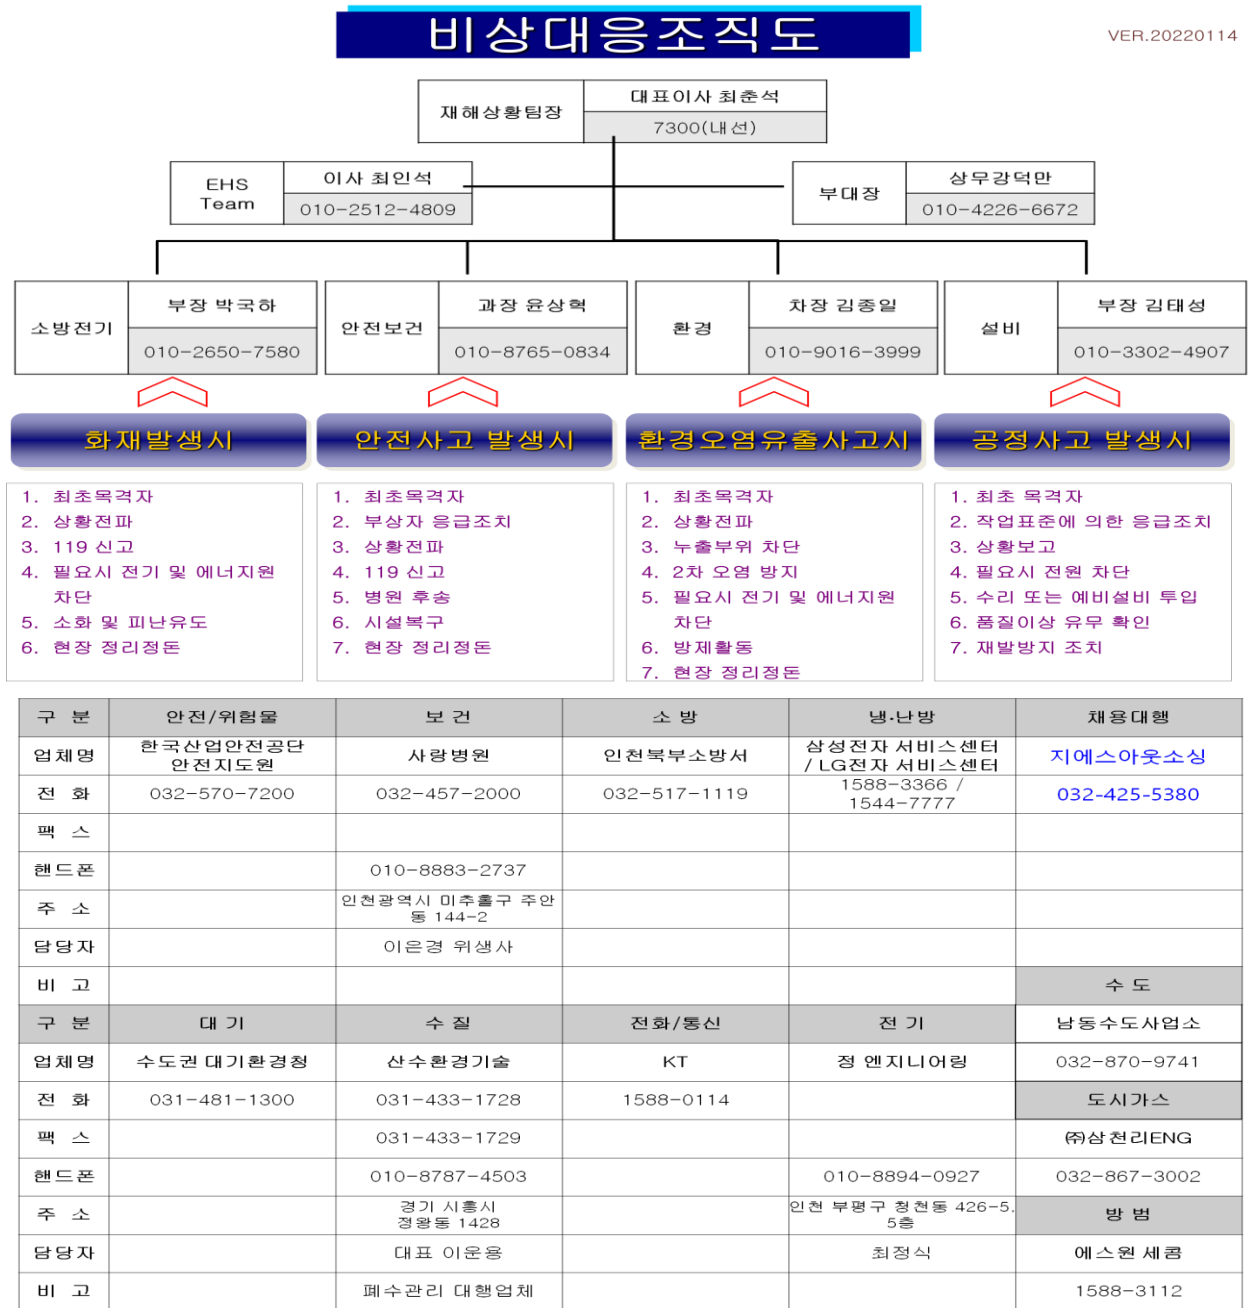 비상대응조직도
VER.20220114
재해상황팀장
대표이사 최춘석
7300(내선)
EHS
Team
이사 최인석
010-2512-4809
부대장
상무강덕만
010-4226-6672
소방전기
부장 박국하
010-2650-7580
안전보건
과장 윤상혁
010-8765-0834
환경
차장 김종일
010-9016-3999
설비
부장 김태성
010-3302-4907
화재발생시
1. 최초목격자
2. 상황전파
3. 119 신고
4. 필요시 전기 및 에너지원
차단
5. 소화 및 피난유도
6. 현장 정리정돈
안전사고 발생시
1. 최초목격자
2. 부상자 응급조치
3. 상황전파
4. 119 신고
5. 병원 후송
6. 시설복구
7. 현장 정리정돈
환경오염유출사고시
1. 최초목격자
2. 상황전파
3. 누출부위 차단
4. 2차 오염 방지
5. 필요시 전기 및 에너지원
차단
6. 방제활동
7. 현장 정리정돈
공정사고 발생시
1. 최초 목격자
2. 작업표준에 의한 응급조치
3. 상황보고
4. 필요시 전원 차단
5. 수리 또는 예비설비 투입
6. 품질이상 유무 확인
7. 재발방지 조치
구 분 안전/위험물 보 건 소 방 냉·난방 채용대행
업체명 한국산업안전공단 사랑병원 인천북부소방서 삼성전자 서비스센터 지에스아웃소싱
안전지도원 / LG전자 서비스센터
전 화 032-570-7200 032-457-2000 032-517-1119 1588-3366 / 032-425-5380
1544-7777
팩 스
핸드폰 010-8883-2737
주 소 인천광역시 미추홀구 주안
동 144-2
담당자 이은경 위생사
비 고 수 도
구 분 대 기 수 질 전화/통신 전 기 남동수도사업소
업체명 수도권 대기환경청 산수환경기술 KT 정 엔지니어링 032-870-9741
전 화 031-481-1300 031-433-1728 1588-0114 도시가스
팩 스 031-433-1729 ㈜삼천리ENG
핸드폰 010-8787-4503 010-8894-0927 032-867-3002
주 소 경기 시흥시 인천 부평구 청천동 426-5, 방 범
정왕동 1428 5층
담당자 대표 이운용 최정식 에스원 세콤
비 고 폐수관리 대행업체 1588-3112